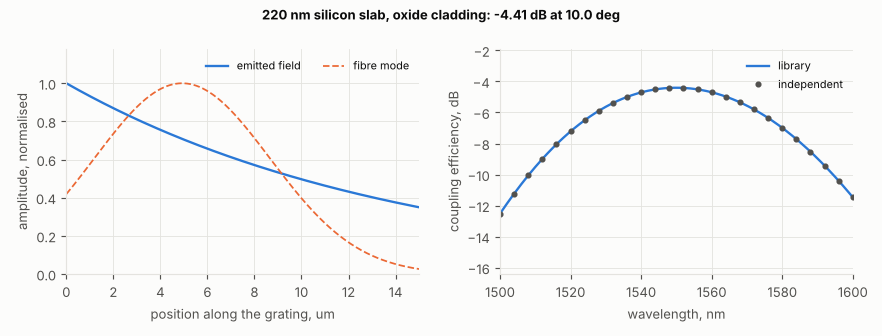 220 nm silicon slab, oxide cladding: -4.41 dB at 10.0 deg
emitted field
fibre mode
amplitude, normalised
1.0
0.8
0.6
0.4
0.2
0.0
0 2 4 6 8 10 12 14
position along the grating, um
library
independent
coupling efficiency, dB
−2
−4
−6
−8
−10
−12
−14
−16
1500 1520 1540 1560 1580 1600
wavelength, nm